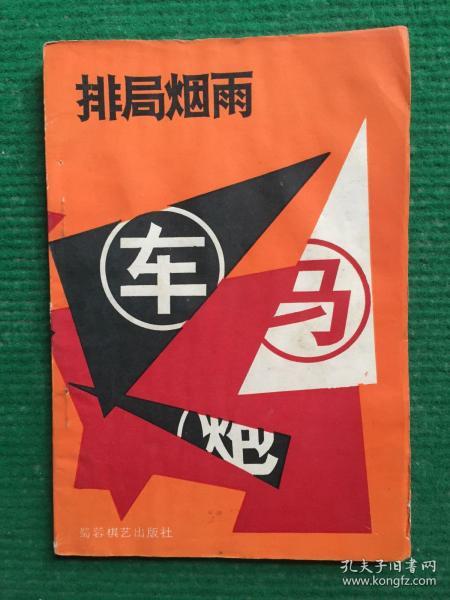 排局烟雨
车
马
炮
蜀蓉棋艺出版社
孔夫子旧书网
www.kongfz.com